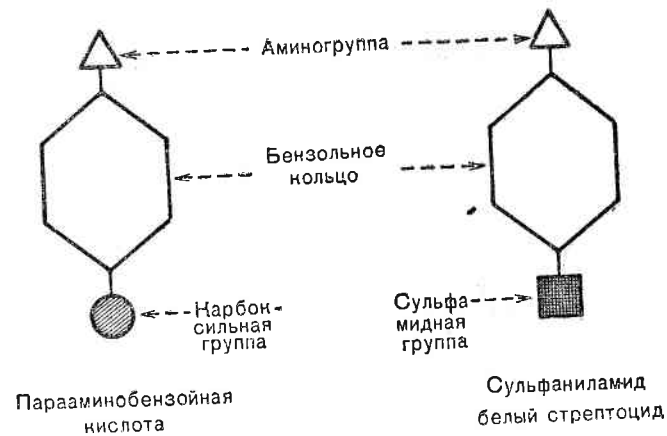 Аминогруппа
Бензольное
кольцо
Карбок-
сильная
группа
Сульфа-
мидная
группа
Парааминобензойная
кислота
Сульфаниламид
белый стрептоцид